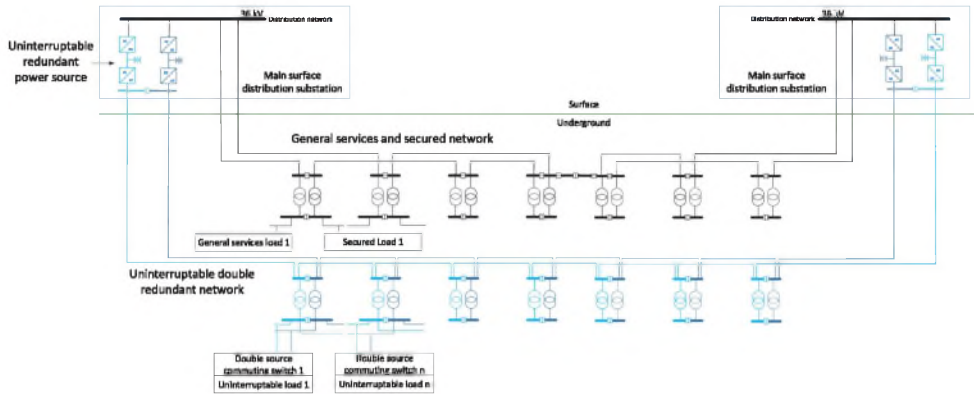 36 kV
Distribution network
Uninterruptable
redundant
power source
Main surface
distribution substation
36 kV
Distribution network
Main surface
distribution substation
Surface
Underground
General services and secured network
General services load 1
Secured Load 1
Uninterruptable double
redundant network
Double source
commuting switch 1
Uninterruptable load 1
Double source
commuting switch n
Uninterruptable load n